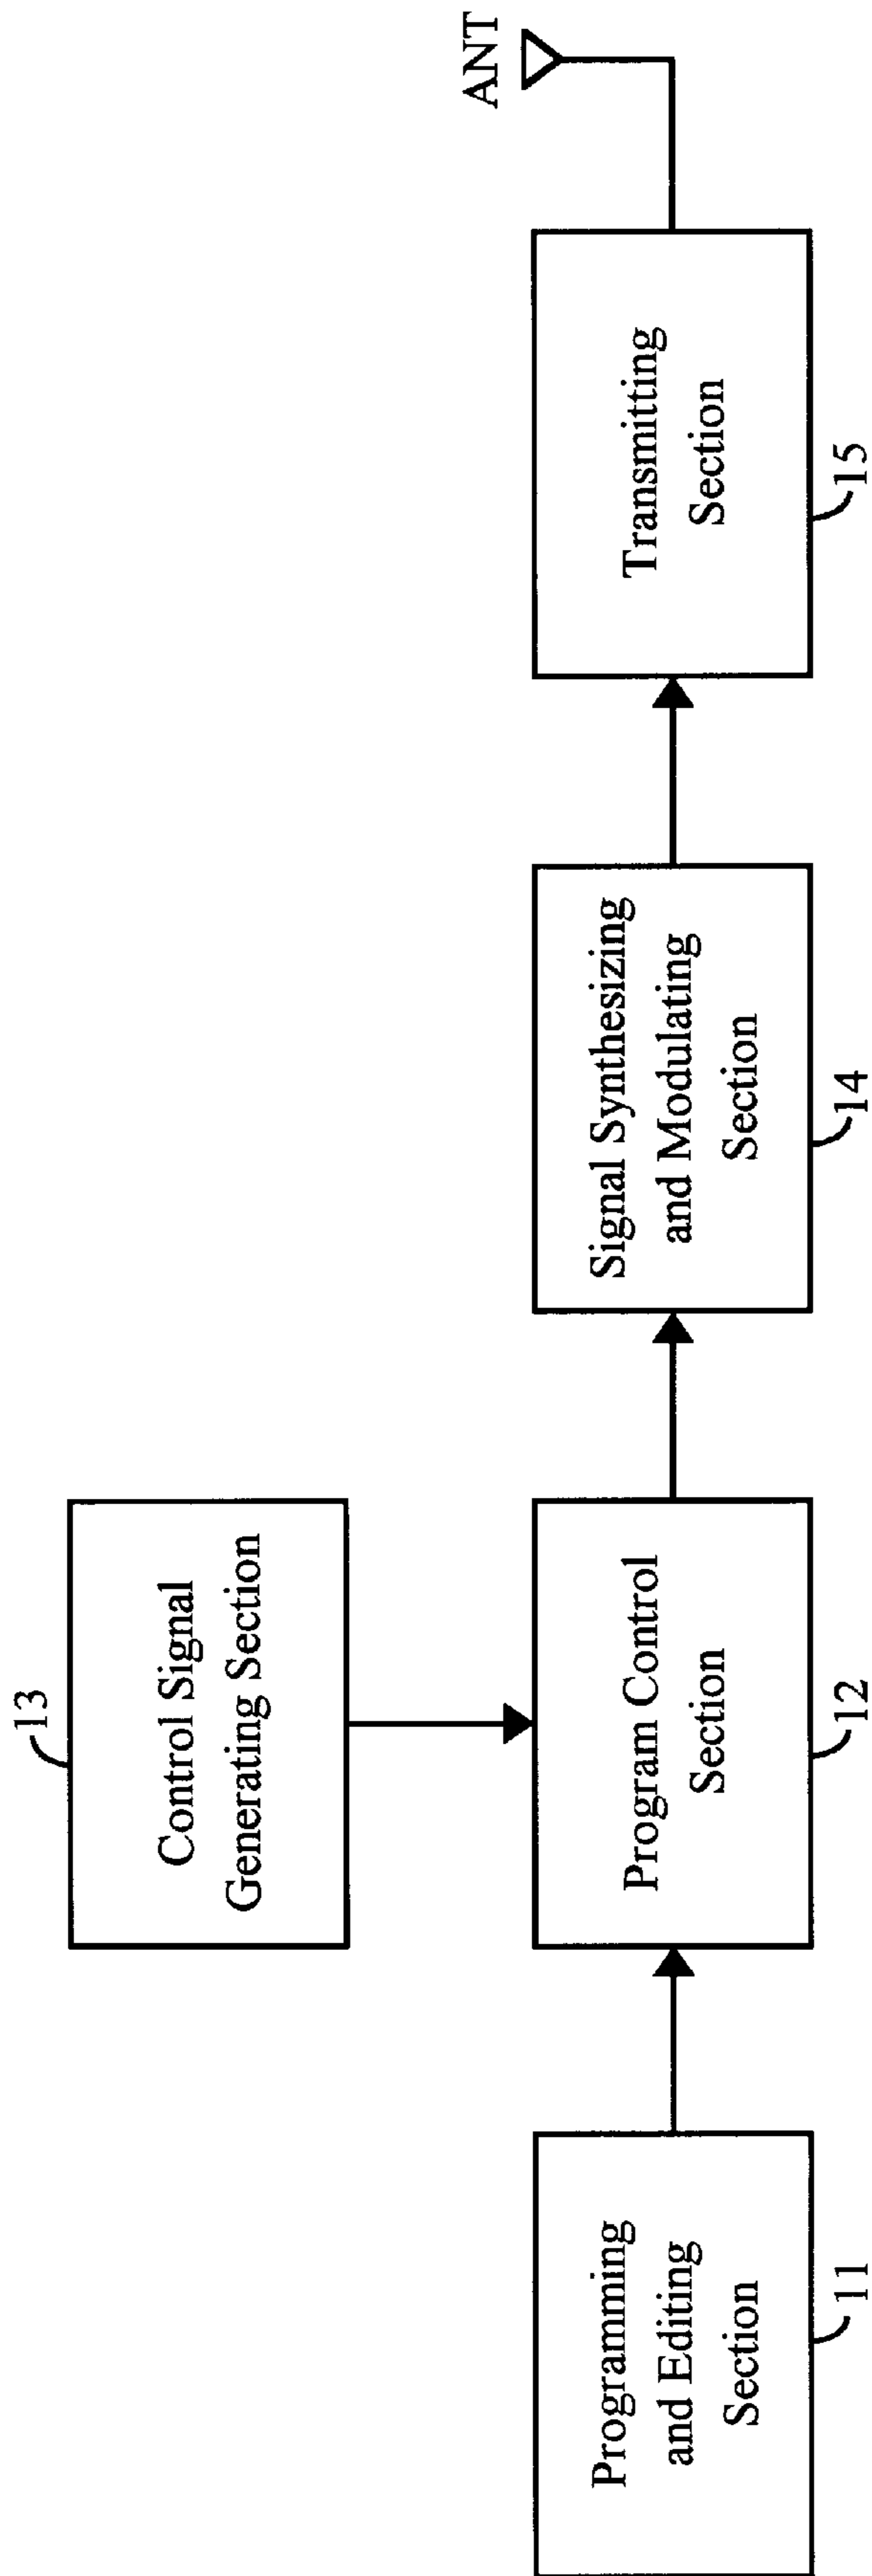 13
Control Signal
Generating Section
Programming
and Editing
Section
11
Program Control
Section
12
Signal Synthesizing
and Modulating
Section
14
Transmitting
Section
15
ANT